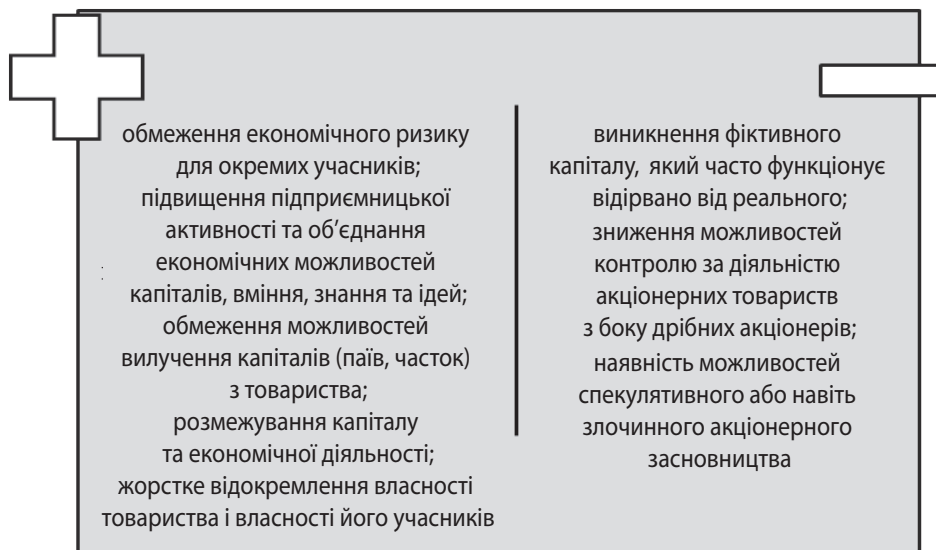 обмеження економічного ризику
для окремих учасників;
підвищення підприємницької
активності та об’єднання
економічних можливостей
капіталів, вміння, знання та ідей;
обмеження можливостей
вилучення капіталів (паїв, часток)
з товариства;
розмежування капіталу
та економічної діяльності;
жорстке відокремлення власності
товариства і власності його учасників
виникнення фіктивного
капіталу, який часто функціонує
відірвано від реального;
зниження можливостей
контролю за діяльністю
акціонерних товариств
з боку дрібних акціонерів;
наявність можливостей
спекулятивного або навіть
злочинного акціонерного
засновництва